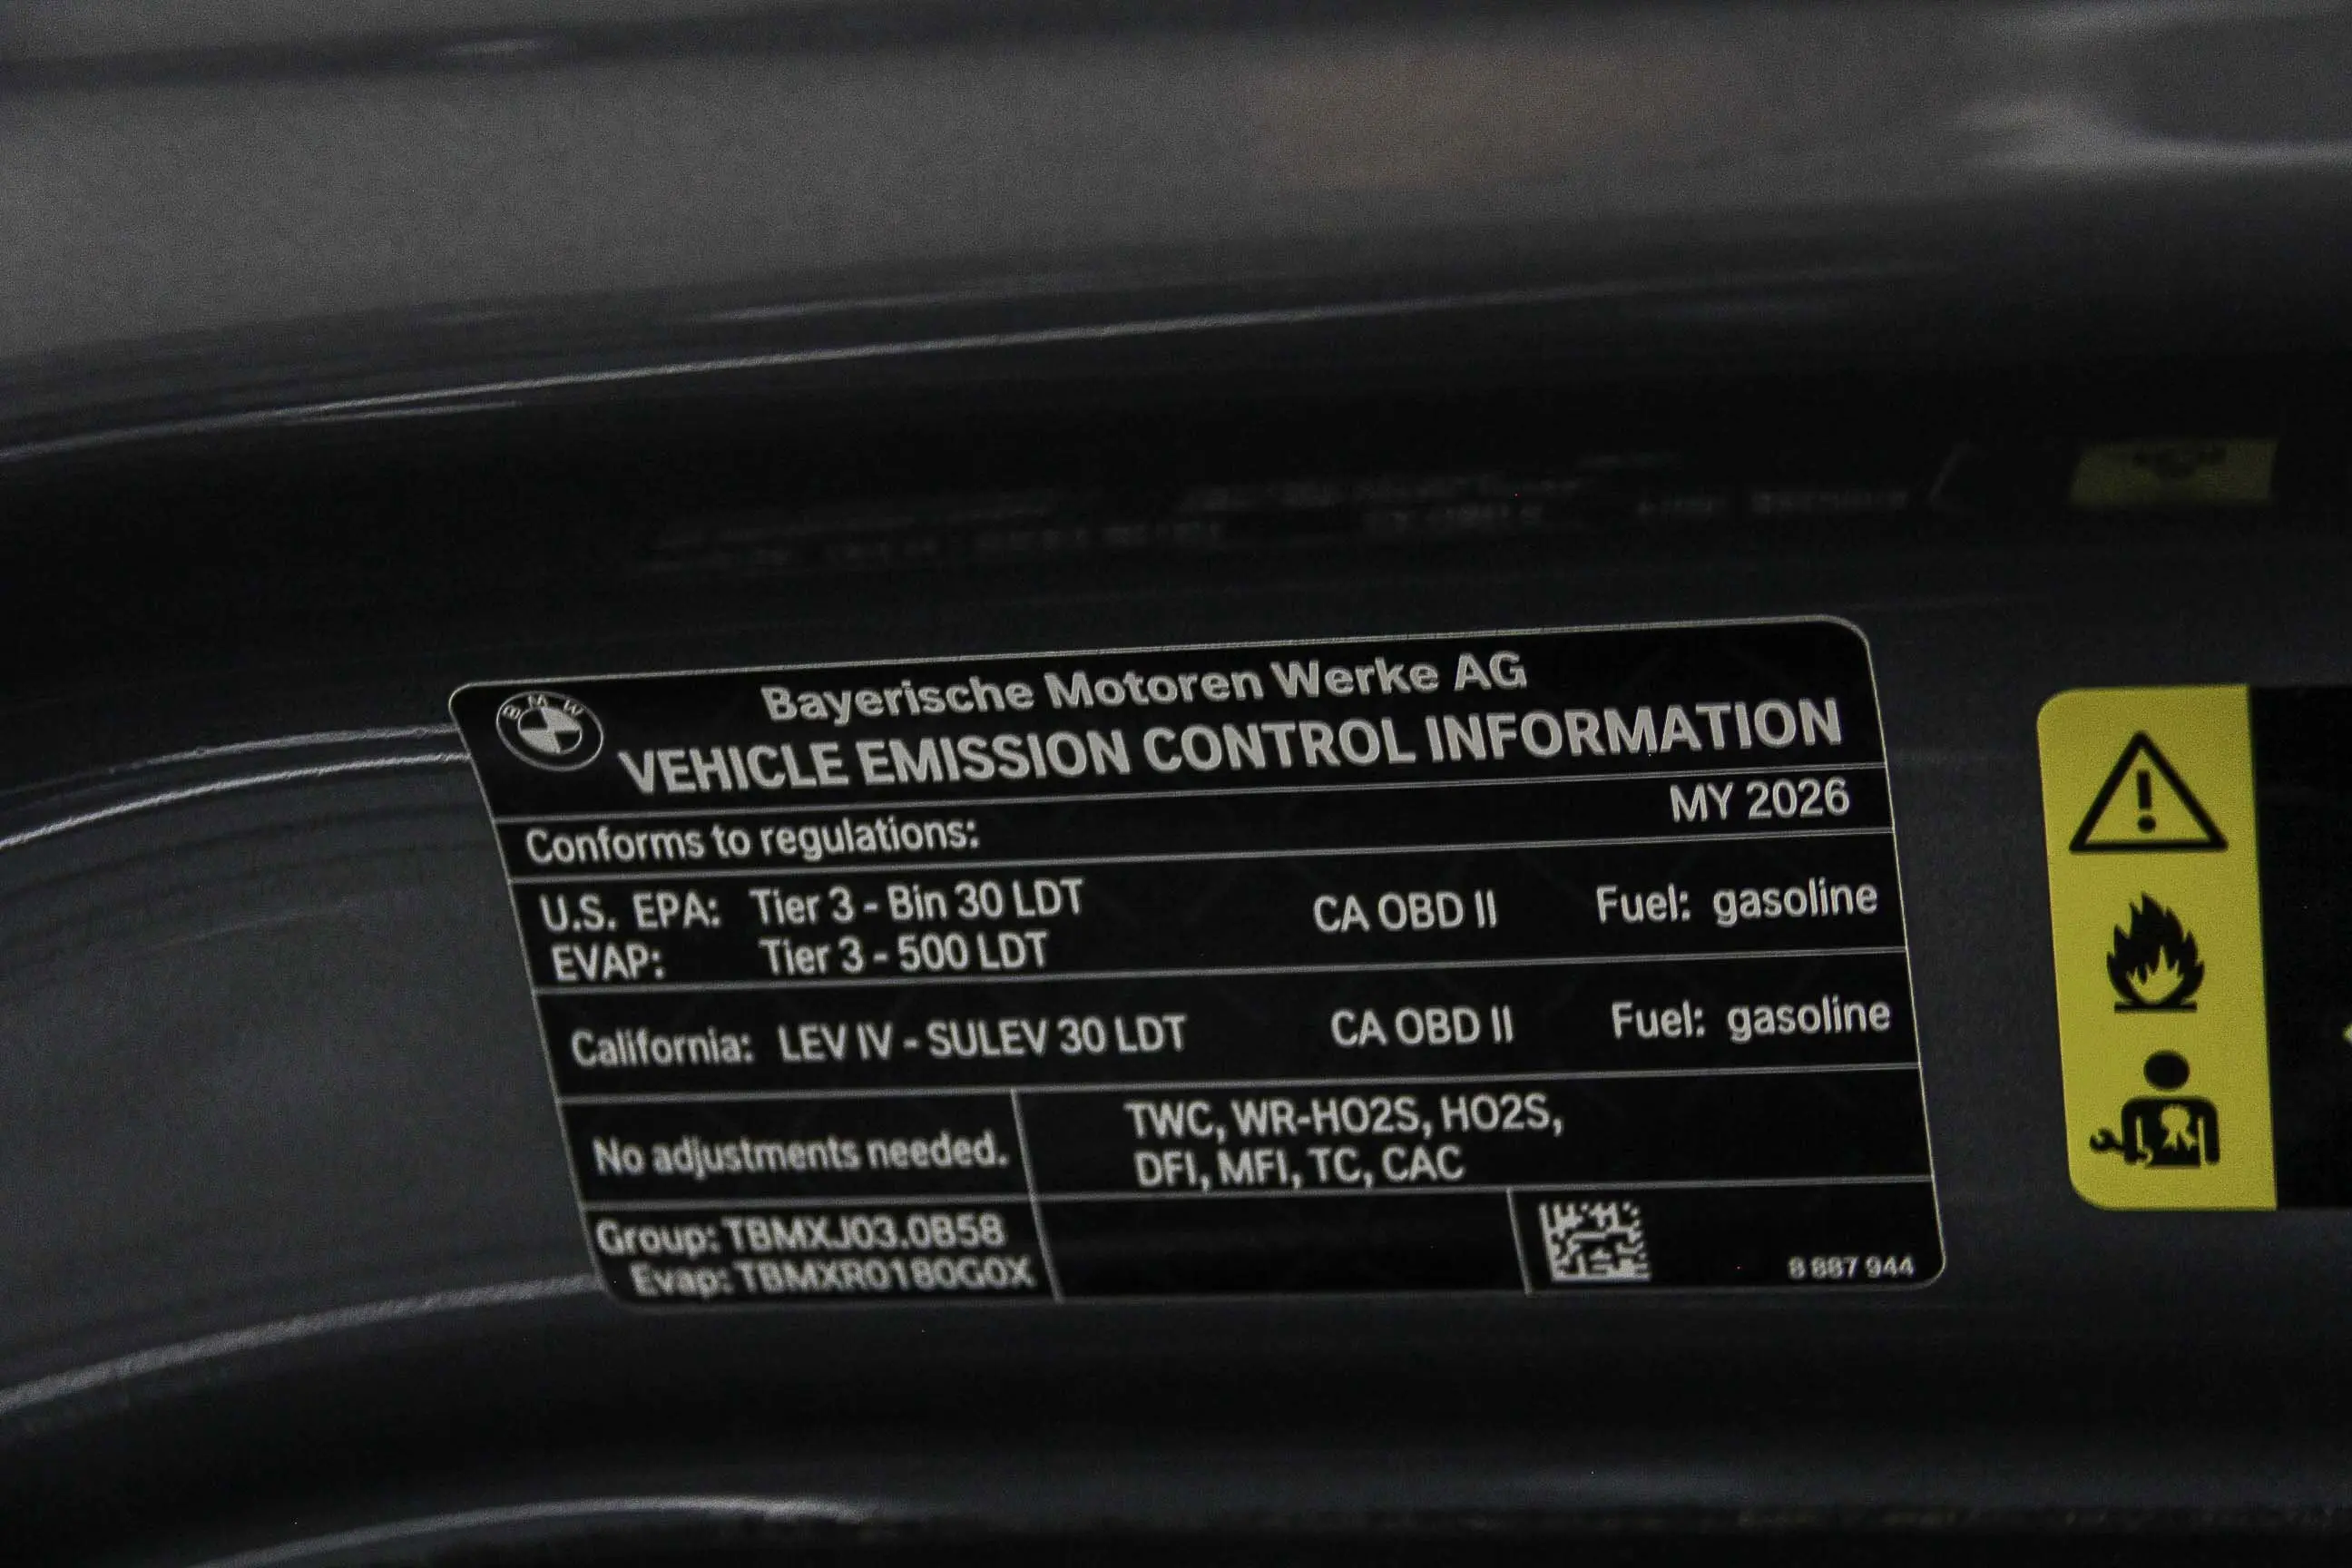 BMW
Bayerische Motoren Werke AG
VEHICLE EMISSION CONTROL INFORMATION
MY 2026
Conforms to regulations:
U.S. EPA: Tier 3 - Bin 30 LDT CA OBD II Fuel: gasoline
EVAP: Tier 3 - 500 LDT
California: LEV IV - SULEV 30 LDT CA OBD II Fuel: gasoline
No adjustments needed.
TWC, WR-HO2S, HO2S,
DFI, MFI, TC, CAC
Group: TBMXJ03.0B58
Evap: TBMXR0180G0X
8 887 944